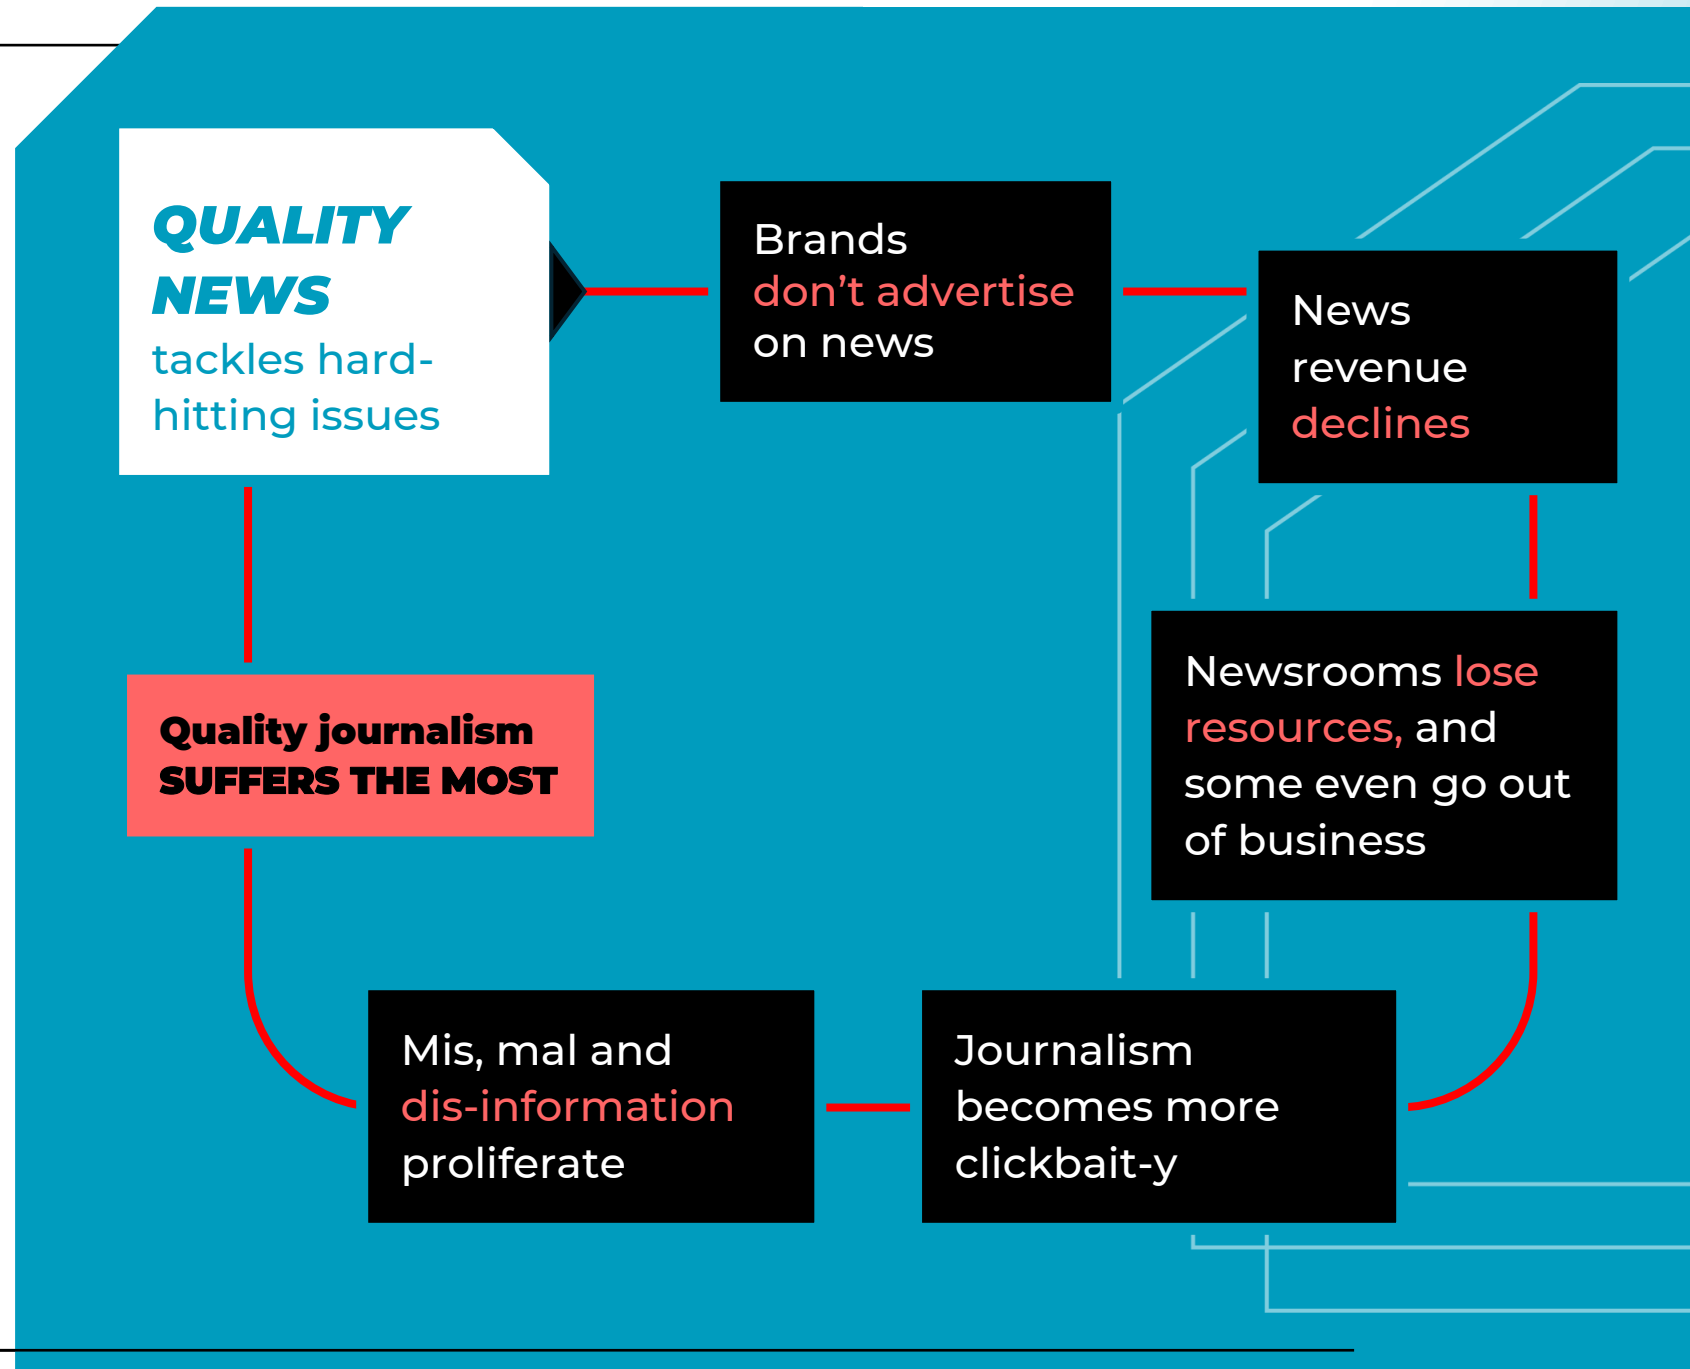 QUALITY
NEWS
tackles hard-
hitting issues
Brands
don’t advertise
on news
News
revenue
declines
Newsrooms lose
resources, and
some even go out
of business
Journalism
becomes more
clickbait-y
Mis, mal and
dis-information
proliferate
Quality journalism
SUFFERS THE MOST